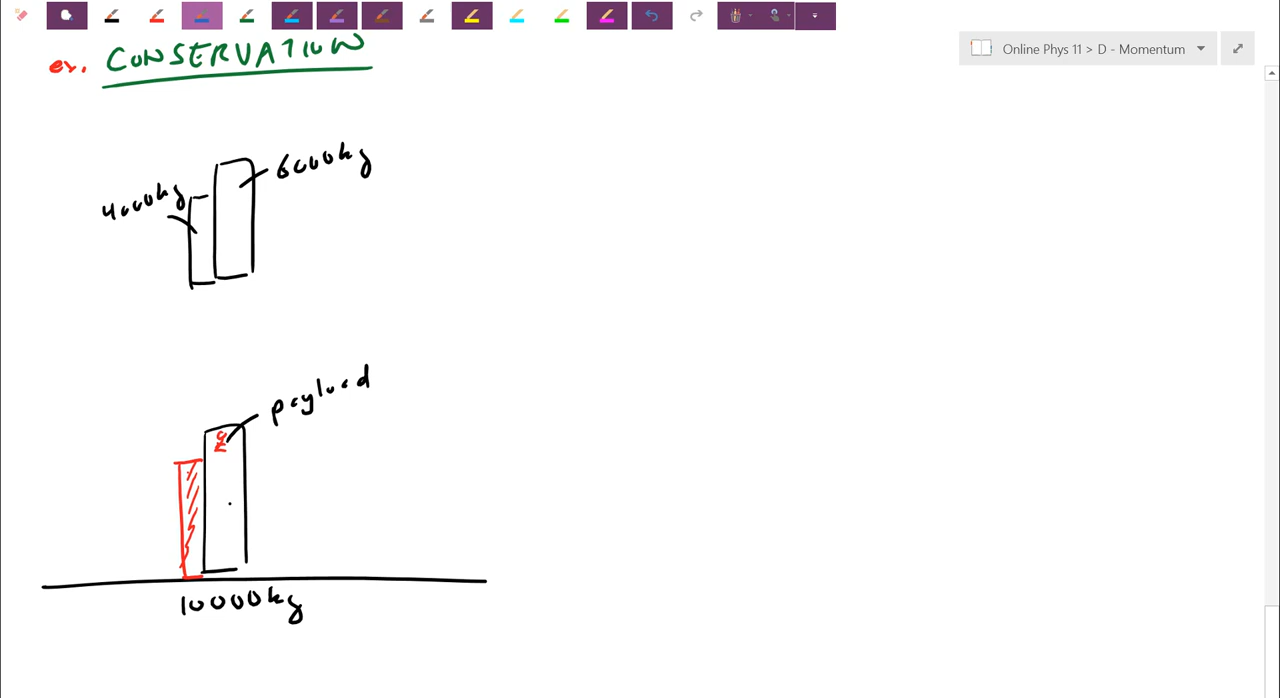 Online Phys 11 > D - Momentum
ex. CONSERVATION
6000kg
4000kg
payload
10000kg